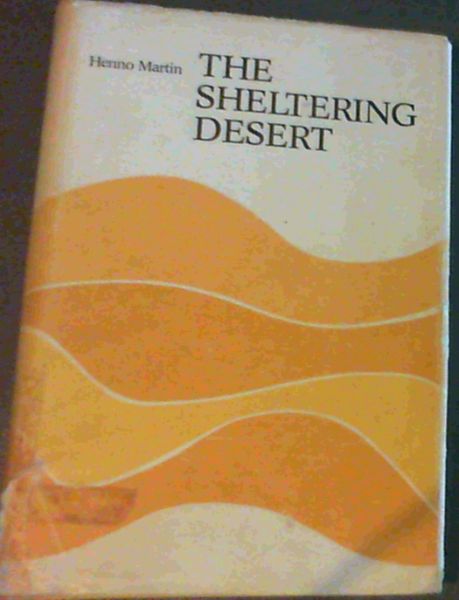 Henno Martin
THE
SHELTERING
DESERT